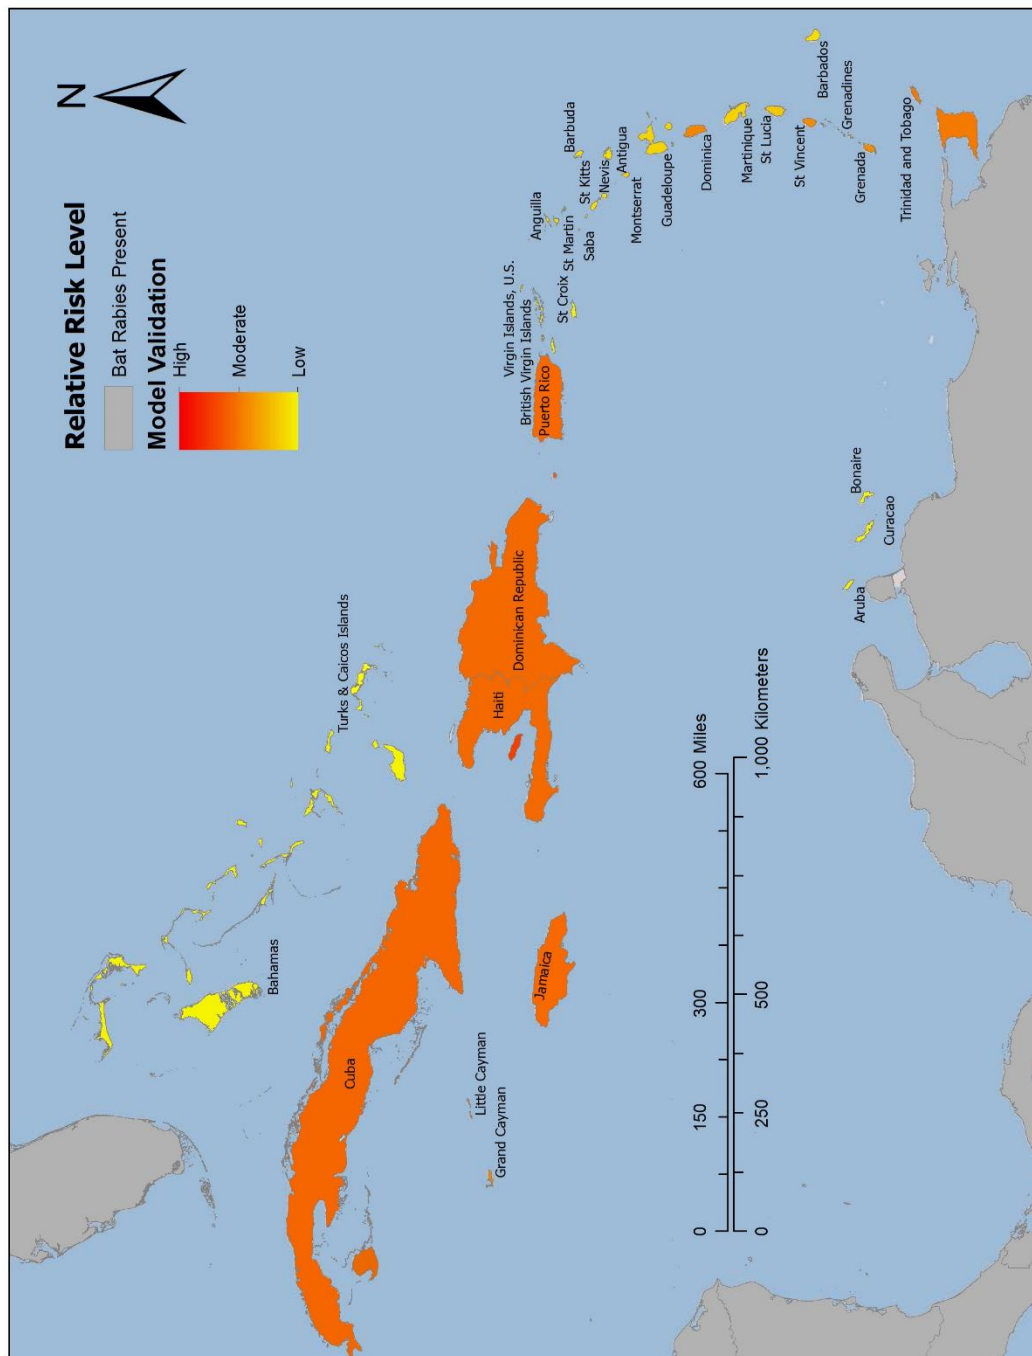 N
Relative Risk Level
Bat Rabies Present
Model Validation
High
Moderate
Low
Bahamas
Turks & Caicos Islands
Cuba
Little Cayman
Grand Cayman
Jamaica
Haiti
Dominican Republic
Puerto Rico
Virgin Islands, U.S.
British Virgin Islands
St Croix
Anguilla
St Martin
Saba
Barbuda
St Kitts
Nevis
Antigua
Montserrat
Guadeloupe
Dominica
Martinique
St Lucia
St Vincent
Barbados
Grenadines
Grenada
Trinidad and Tobago
Aruba
Curacao
Bonaire
0 150 300 600 Miles
0 250 500 1,000 Kilometers